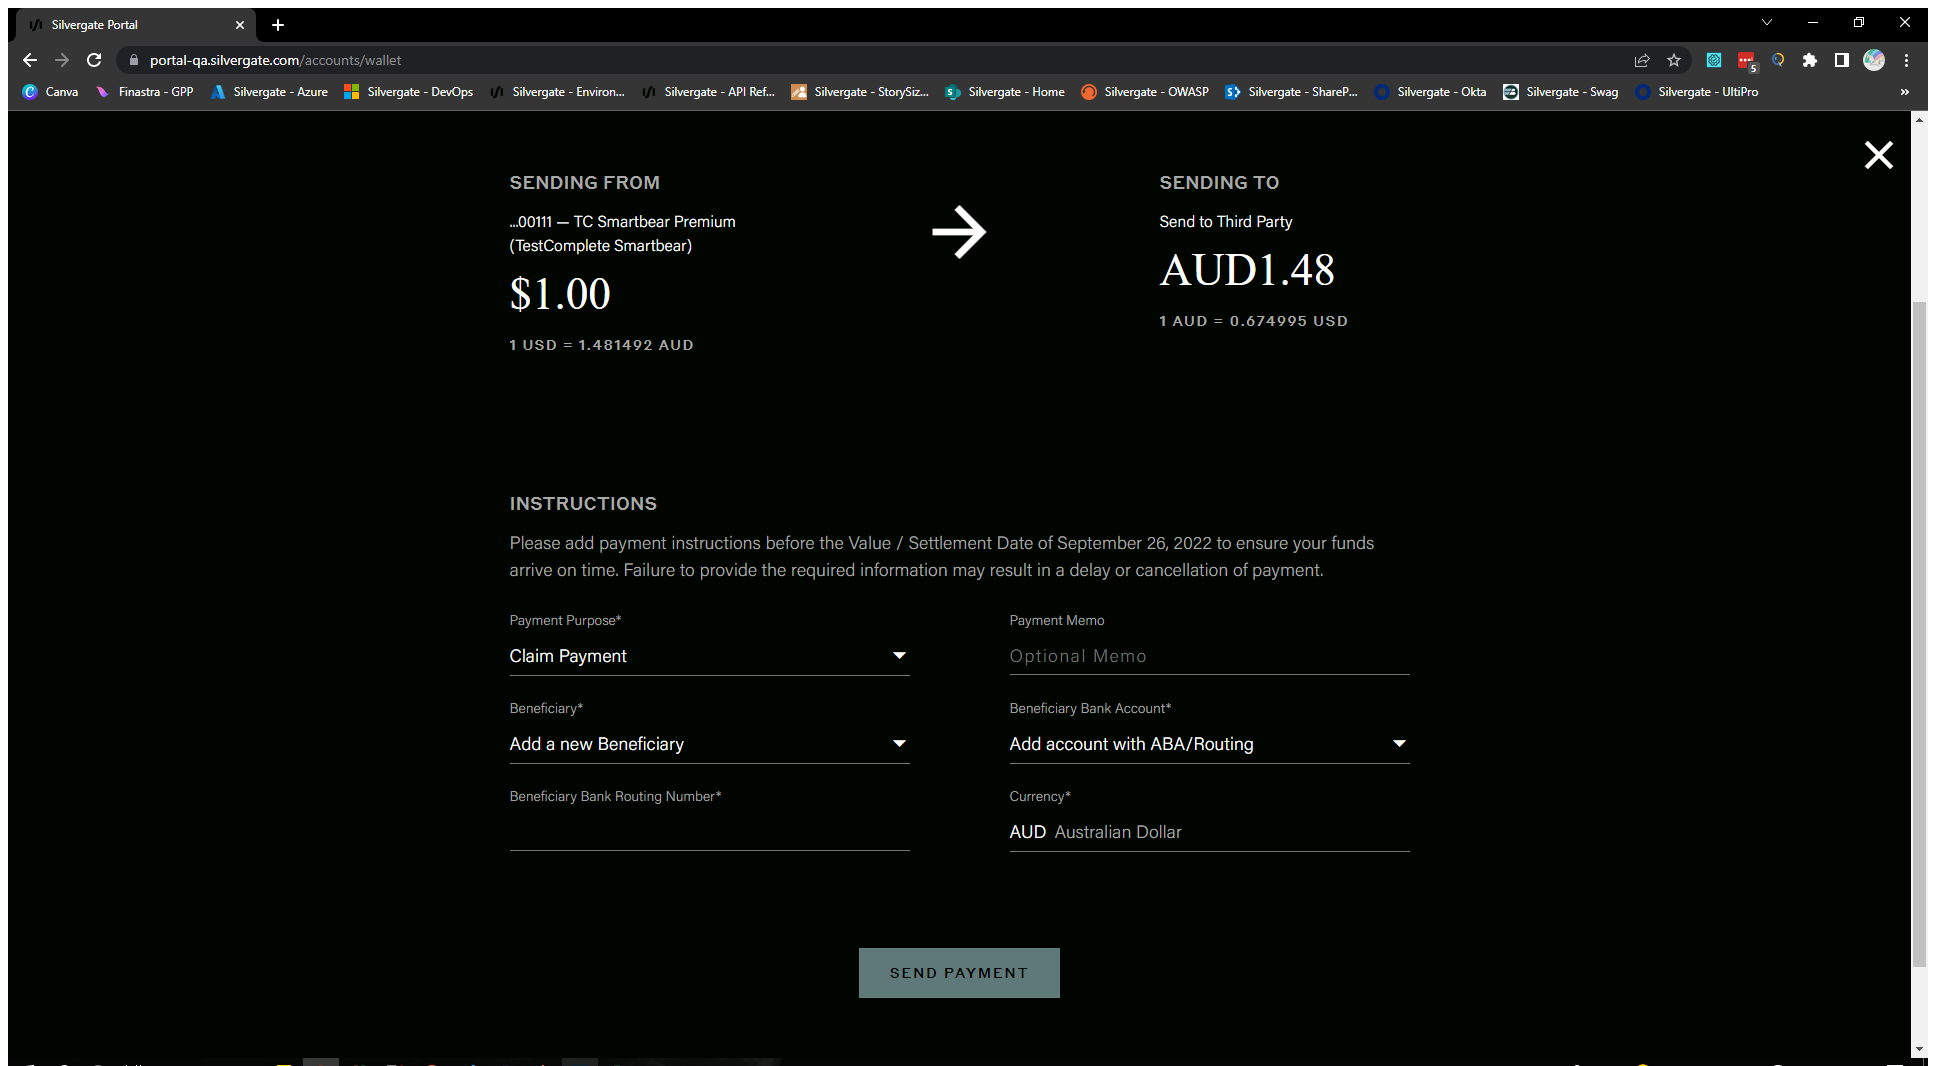 Silvergate Portal
portal-qa.silvergate.com/accounts/wallet
5
Canva
Finastra - GPP
Silvergate - Azure
Silvergate - DevOps
Silvergate - Environ...
Silvergate - API Ref...
Silvergate - StorySiz...
Silvergate - Home
Silvergate - OWASP
Silvergate - ShareP...
Silvergate - Okta
Silvergate - Swag
Silvergate - UltiPro
SENDING FROM
...00111 — TC Smartbear Premium
(TestComplete Smartbear)
$1.00
1 USD = 1.481492 AUD
SENDING TO
Send to Third Party
AUD1.48
1 AUD = 0.674995 USD
INSTRUCTIONS
Please add payment instructions before the Value / Settlement Date of September 26, 2022 to ensure your funds
arrive on time. Failure to provide the required information may result in a delay or cancellation of payment.
Payment Purpose*
Claim Payment
Payment Memo
Optional Memo
Beneficiary*
Add a new Beneficiary
Beneficiary Bank Account*
Add account with ABA/Routing
Beneficiary Bank Routing Number*
Currency*
AUD Australian Dollar
SEND PAYMENT